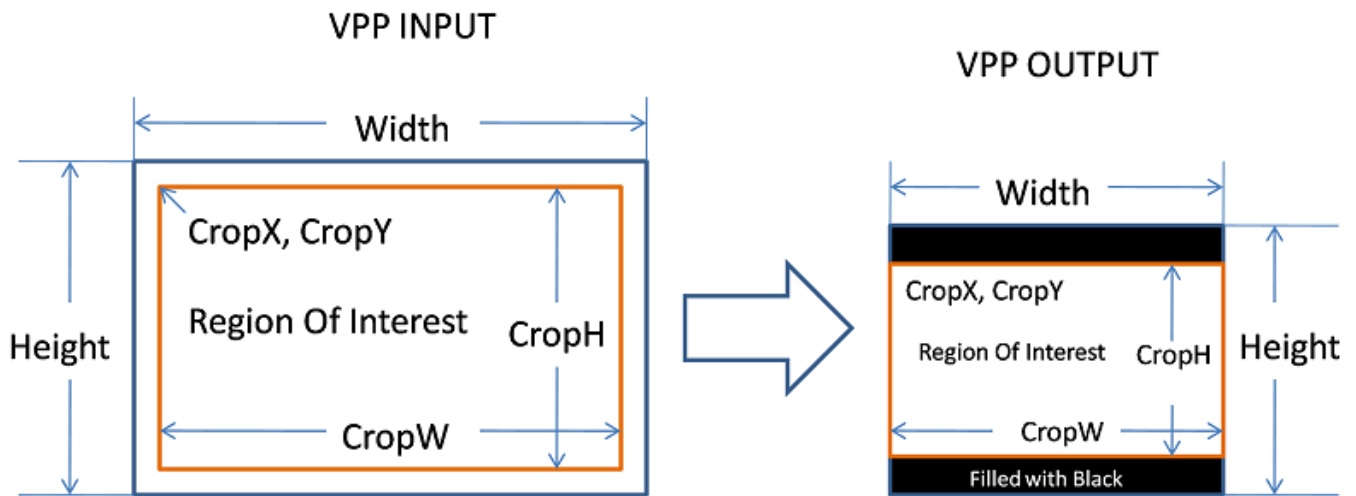 VPP INPUT
Width
Height
CropX, CropY
Region Of Interest
CropH
CropW
VPP OUTPUT
Width
CropX, CropY
Region Of Interest
CropH
Height
CropW
Filled with Black